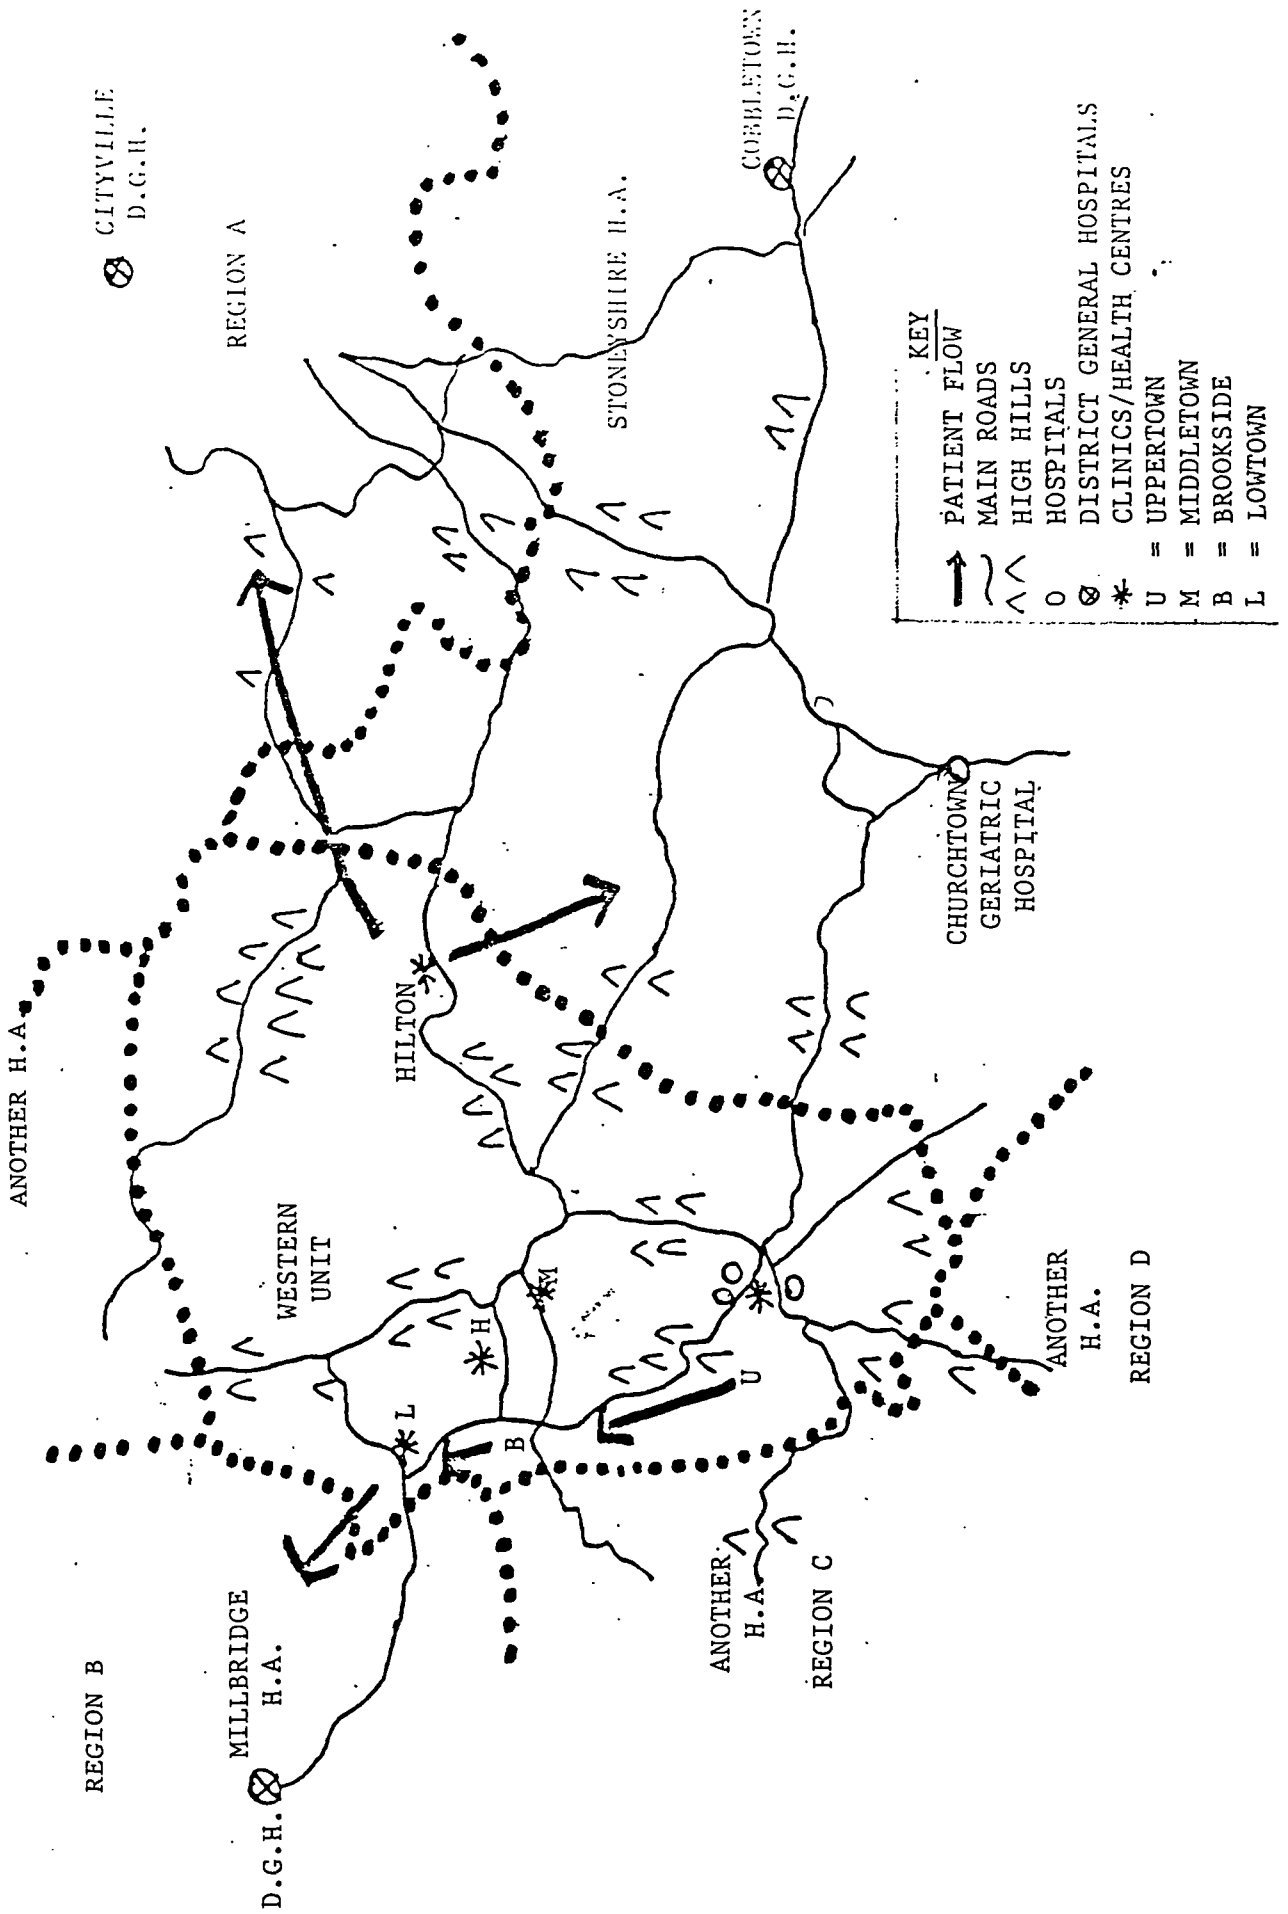 ANOTHER H.A.
REGION B
MILLBRIDGE
H.A.
D.G.H.
WESTERN
UNIT
HILTON
REGION A
CITYVILLE
D.G.H.
STONEYSHIRE H.A.
COBBLETOWN
D.G.H.
L
H
M
B
U
ANOTHER
H.A.
REGION C
ANOTHER
H.A.
REGION D
CHURCHTOWN
GERIATRIC
HOSPITAL
KEY
PATIENT FLOW
MAIN ROADS
HIGH HILLS
O HOSPITALS
DISTRICT GENERAL HOSPITALS
CLINICS/HEALTH CENTRES
U = UPPERTOWN
M = MIDDLETOWN
B = BROOKSIDE
L = LOWTOWN